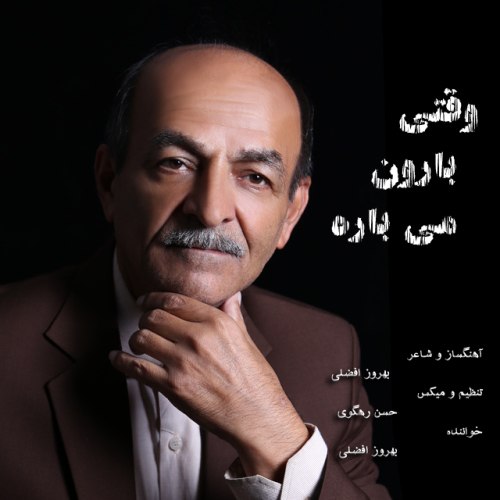 وقتی
بارون
می باره
آهنگساز و شاعر
بهروز افضلی
تنظیم و میکس
حسن رهگوی
خواننده
بهروز افضلی